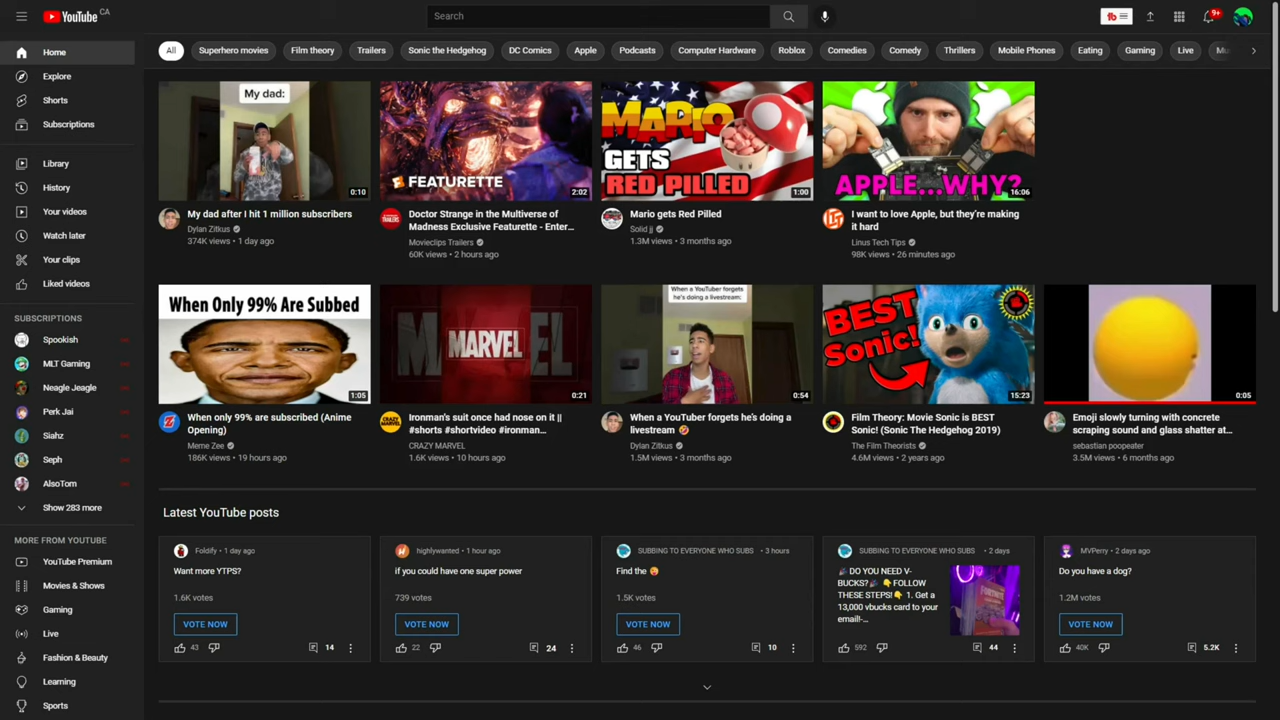 YouTube CA
Search
9+
Home
Explore
Shorts
Subscriptions
Library
History
Your videos
Watch later
Your clips
Liked videos
SUBSCRIPTIONS
Spookish
MLT Gaming
Neagle Jeagle
Perk Jai
Siahz
Seph
AlsoTom
Show 283 more
MORE FROM YOUTUBE
YouTube Premium
Movies & Shows
Gaming
Live
Fashion & Beauty
Learning
Sports
All
Superhero movies
Film theory
Trailers
Sonic the Hedgehog
DC Comics
Apple
Podcasts
Computer Hardware
Roblox
Comedies
Comedy
Thrillers
Mobile Phones
Eating
Gaming
Live
My dad:
0:10
My dad after I hit 1 million subscribers
Dylan Zitkus
374K views • 1 day ago
FEATURETTE
2:02
Doctor Strange in the Multiverse of
Madness Exclusive Featurette - Enter...
Movieclips Trailers
60K views • 2 hours ago
MARIO
GETS
RED PILLED
1:00
Mario gets Red Pilled
Solid jj
1.3M views • 3 months ago
APPLE...WHY?
16:06
I want to love Apple, but they're making
it hard
Linus Tech Tips
98K views • 26 minutes ago
When Only 99% Are Subbed
1:05
When only 99% are subscribed (Anime
Opening)
Meme Zee
186K views • 19 hours ago
MARVEL
0:21
Ironman's suit once had nose on it ||
#shorts #shortvideo #ironman...
CRAZY MARVEL
1.6K views • 10 hours ago
When a YouTuber forgets
he's doing a livestream:
0:54
When a YouTuber forgets he's doing a
livestream 🤣
Dylan Zitkus
1.5M views • 3 months ago
BEST
Sonic!
15:23
Film Theory: Movie Sonic is BEST
Sonic! (Sonic The Hedgehog 2019)
The Film Theorists
4.6M views • 2 years ago
0:05
Emoji slowly turning with concrete
scraping sound and glass shatter at...
sebastian poopeater
3.5M views • 6 months ago
Latest YouTube posts
Foldify • 1 day ago
Want more YTPS?
1.6K votes
VOTE NOW
43
14
highlywanted • 1 hour ago
if you could have one super power
739 votes
VOTE NOW
22
24
SUBBING TO EVERYONE WHO SUBS • 3 hours
Find the 🥵
1.5K votes
VOTE NOW
46
10
SUBBING TO EVERYONE WHO SUBS • 2 days
🎉 DO YOU NEED V-
BUCKS?🎉 👇FOLLOW
THESE STEPS!👇 1. Get a
13,000 vbucks card to your
email!-...
FORTNITE
592
44
MVPerry • 2 days ago
Do you have a dog?
1.2M votes
VOTE NOW
40K
5.2K